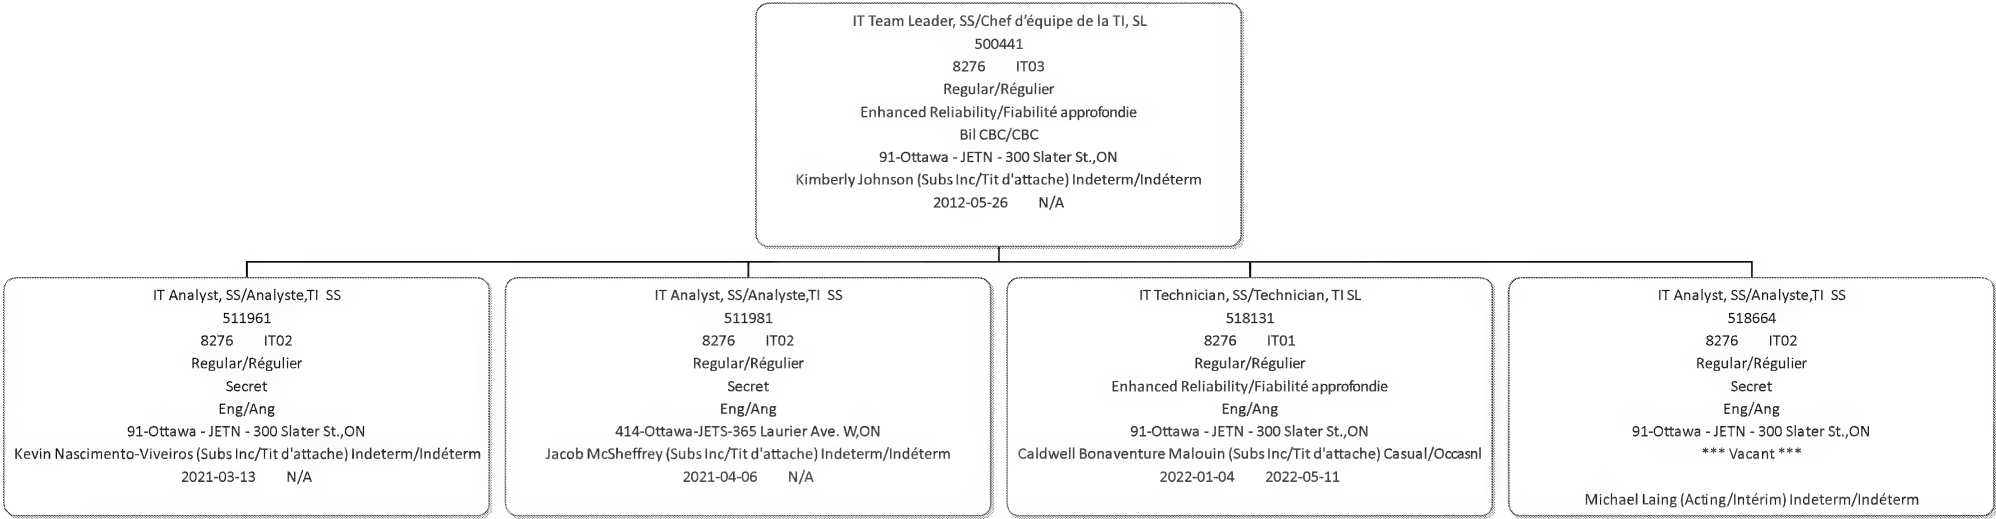 IT Team Leader, SS/Chef d'équipe de la TI, SL
500441
8276 IT03
Regular/Régulier
Enhanced Reliability/Fiabilité approfondie
Bil CBC/CBC
91-Ottawa - JETN - 300 Slater St.,ON
Kimberly Johnson (Subs Inc/Tit d'attache) Indeterm/Indéterm
2012-05-26 N/A
IT Analyst, SS/Analyste,TI SS
511961
8276 IT02
Regular/Régulier
Secret
Eng/Ang
91-Ottawa - JETN - 300 Slater St.,ON
Kevin Nascimento-Viveiros (Subs Inc/Tit d'attache) Indeterm/Indéterm
2021-03-13 N/A
IT Analyst, SS/Analyste,TI SS
511981
8276 IT02
Regular/Régulier
Secret
Eng/Ang
414-Ottawa-JETS-365 Laurier Ave. W,ON
Jacob McSheffrey (Subs Inc/Tit d'attache) Indeterm/Indéterm
2021-04-06 N/A
IT Technician, SS/Technician, TI SL
518131
8276 IT01
Regular/Régulier
Enhanced Reliability/Fiabilité approfondie
Eng/Ang
91-Ottawa - JETN - 300 Slater St.,ON
Caldwell Bonaventure Malouin (Subs Inc/Tit d'attache) Casual/Occasnl
2022-01-04 2022-05-11
IT Analyst, SS/Analyste,TI SS
518664
8276 IT02
Regular/Régulier
Secret
Eng/Ang
91-Ottawa - JETN - 300 Slater St.,ON
*** Vacant ***
Michael Laing (Acting/Intérim) Indeterm/Indéterm